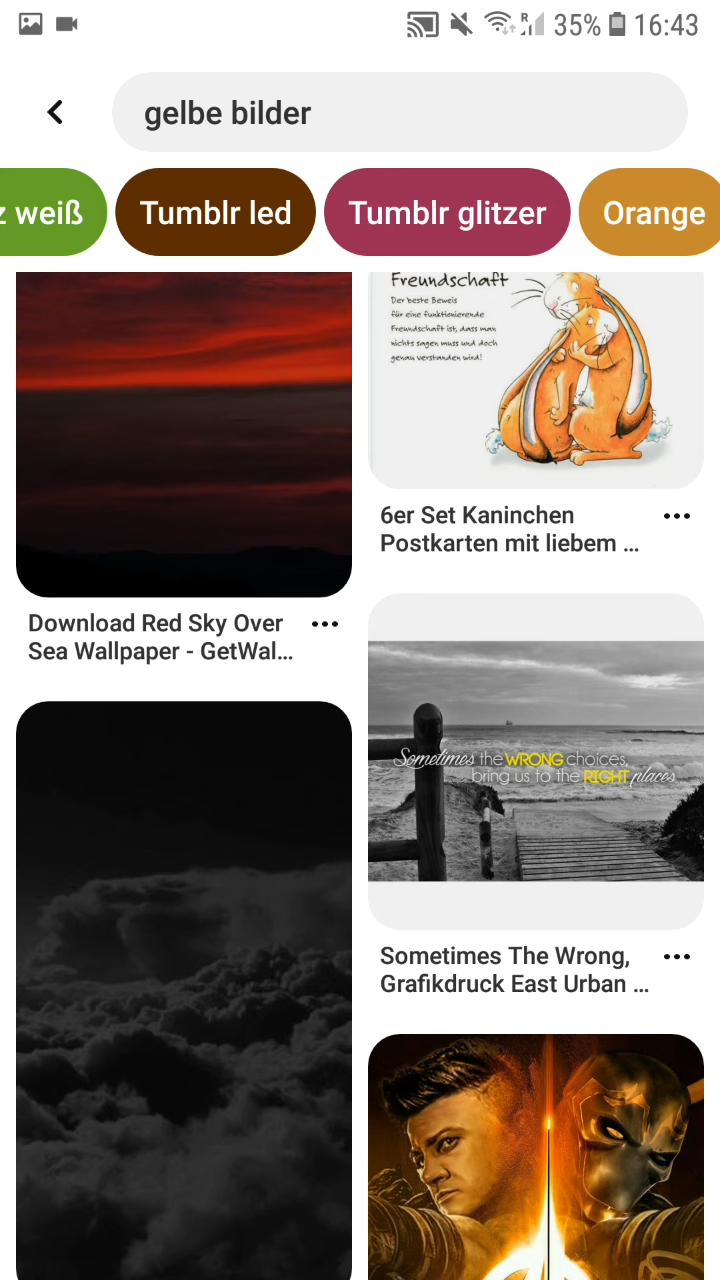 R 35% 16:43
gelbe bilder
z weiß
Tumblr led
Tumblr glitzer
Orange
Freundschaft
Der beste Beweis
für eine funktionierende
Freundschaft ist, dass man
nichts sagen muss und doch
genau verstanden wird!
6er Set Kaninchen
Postkarten mit liebem ...
Download Red Sky Over
Sea Wallpaper - GetWal...
Sometimes the WRONG choices,
bring us to the RIGHT places
Sometimes The Wrong,
Grafikdruck East Urban ...